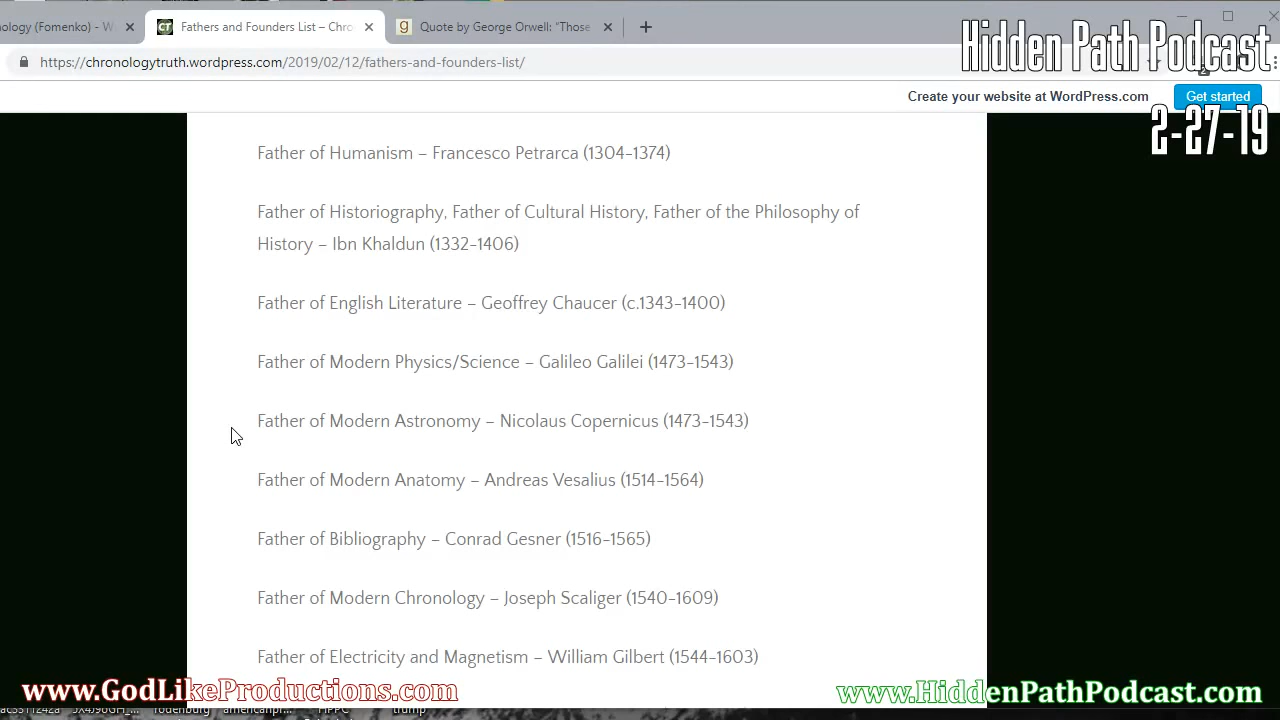 nology (Fomenko) - W
Fathers and Founders List – Chro
Quote by George Orwell: “Those
https://chronologytruth.wordpress.com/2019/02/12/fathers-and-founders-list/
Hidden Path Podcast
Create your website at WordPress.com
Get started
2-27-19
Father of Humanism – Francesco Petrarca (1304-1374)
Father of Historiography, Father of Cultural History, Father of the Philosophy of
History – Ibn Khaldun (1332-1406)
Father of English Literature – Geoffrey Chaucer (c.1343-1400)
Father of Modern Physics/Science – Galileo Galilei (1473-1543)
Father of Modern Astronomy – Nicolaus Copernicus (1473-1543)
Father of Modern Anatomy – Andreas Vesalius (1514-1564)
Father of Bibliography – Conrad Gesner (1516-1565)
Father of Modern Chronology – Joseph Scaliger (1540-1609)
Father of Electricity and Magnetism – William Gilbert (1544-1603)
www.GodLikeProductions.com
www.HiddenPathPodcast.com
trump